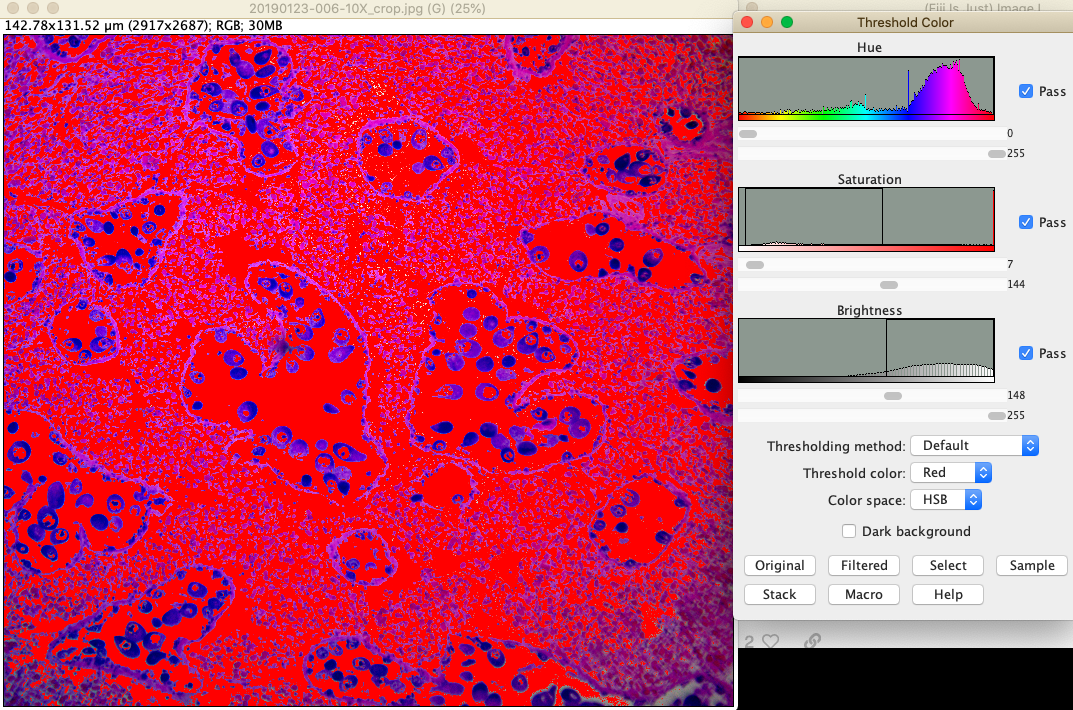 20190123-006-10X_crop.jpg (G) (25%)
142.78x131.52 µm (2917x2687); RGB; 30MB
(Fiji Is Just) ImageJ
Threshold Color
Hue
Pass
0
255
Saturation
Pass
7
144
Brightness
Pass
148
255
Thresholding method: Default
Threshold color: Red
Color space: HSB
Dark background
Original Filtered Select Sample
Stack Macro Help
2